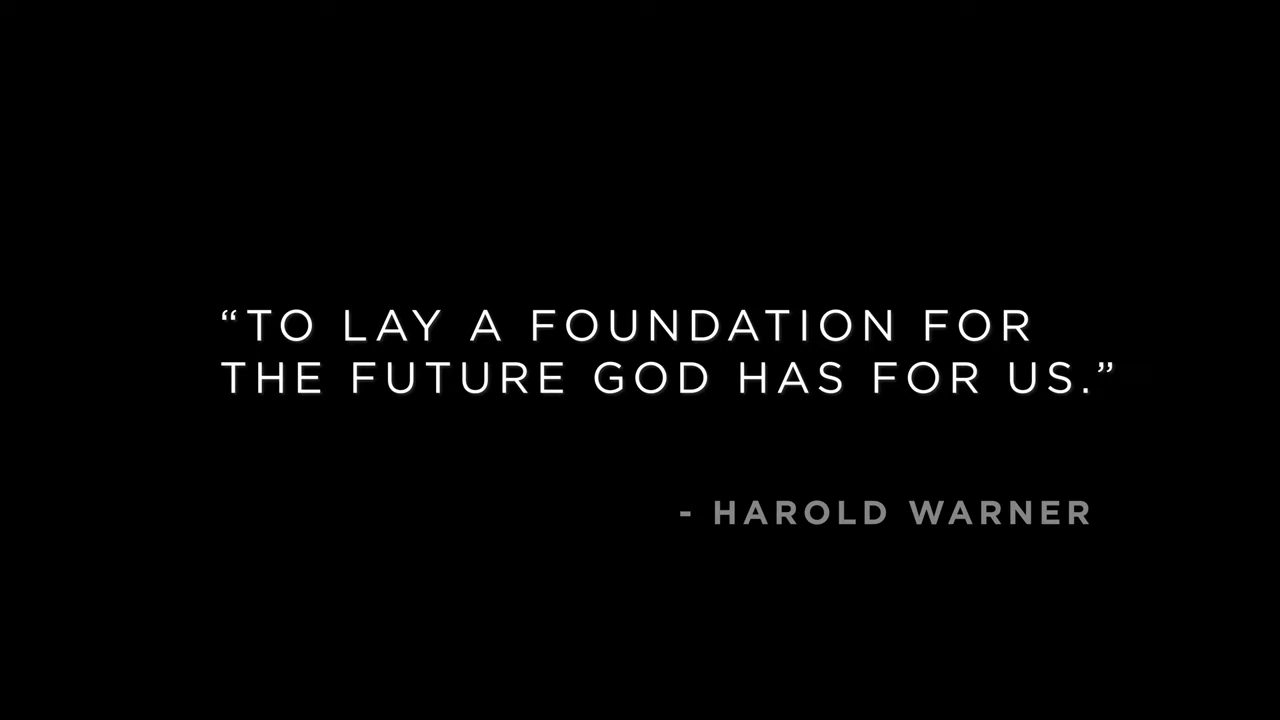 “TO LAY A FOUNDATION FOR
THE FUTURE GOD HAS FOR US.”
- HAROLD WARNER